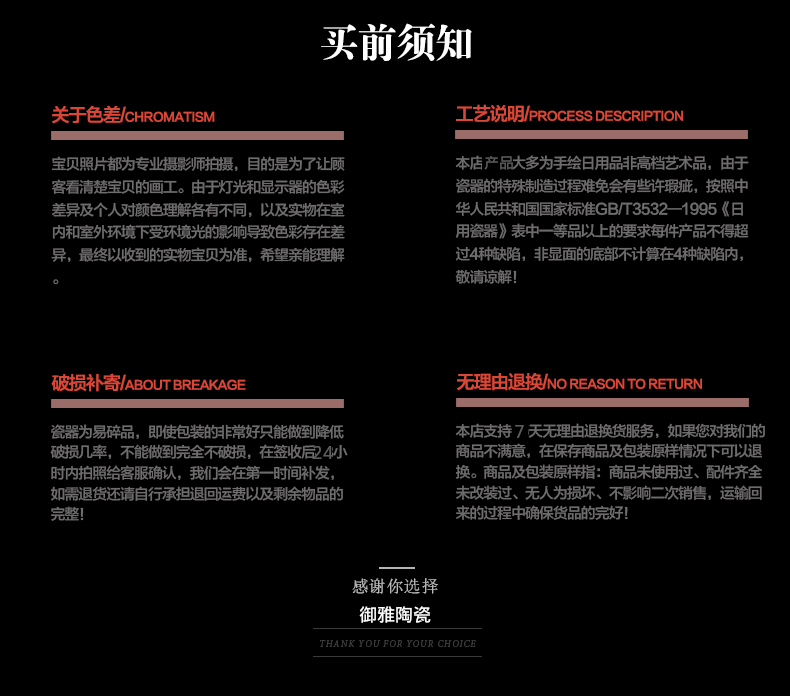 买前须知
关于色差/CHROMATISM
宝贝照片都为专业摄影师拍摄，目的是为了让顾
客看清楚宝贝的画工。由于灯光和显示器的色彩
差异及个人对颜色理解各有不同，以及实物在室
内和室外环境下受环境光的影响导致色彩存在差
异，最终以收到的实物宝贝为准，希望亲能理解
。
工艺说明/PROCESS DESCRIPTION
本店产品大多为手绘日用品非高档艺术品，由于
瓷器的特殊制造过程难免会有些许瑕疵，按照中
华人民共和国国家标准GB/T3532—1995《日
用瓷器》表中一等品以上的要求每件产品不得超
过4种缺陷，非显面的底部不计算在4种缺陷内，
敬请谅解！
破损补寄/ABOUT BREAKAGE
瓷器为易碎品，即使包装的非常好只能做到降低
破损几率，不能做到完全不破损，在签收后24小
时内拍照给客服确认，我们会在第一时间补发，
如需退货还请自行承担退回运费以及剩余物品的
完整！
无理由退换/NO REASON TO RETURN
本店支持 7 天无理由退换货服务，如果您对我们的
商品不满意，在保存商品及包装原样情况下可以退
换。商品及包装原样指：商品未使用过、配件齐全
未改装过、无人为损坏、不影响二次销售，运输回
来的过程中确保货品的完好！
感谢你选择
御雅陶瓷
THANK YOU FOR YOUR CHOICE